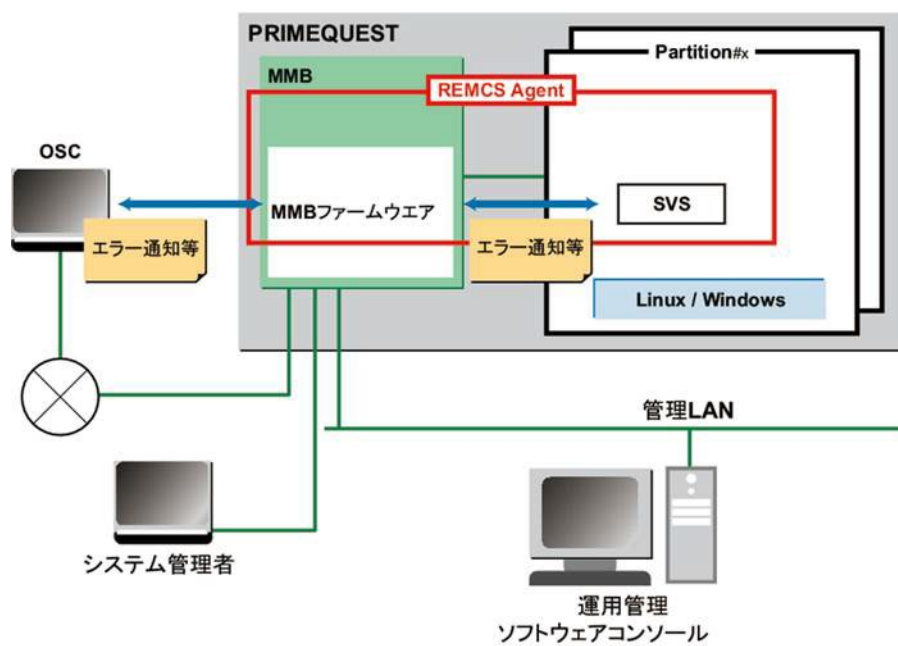 PRIMEQUEST
Partition#x
MMB
REMCS Agent
OSC
MMBファームウエア
SVS
エラー通知等
エラー通知等
Linux / Windows
管理LAN
システム管理者
運用管理
ソフトウェアコンソール